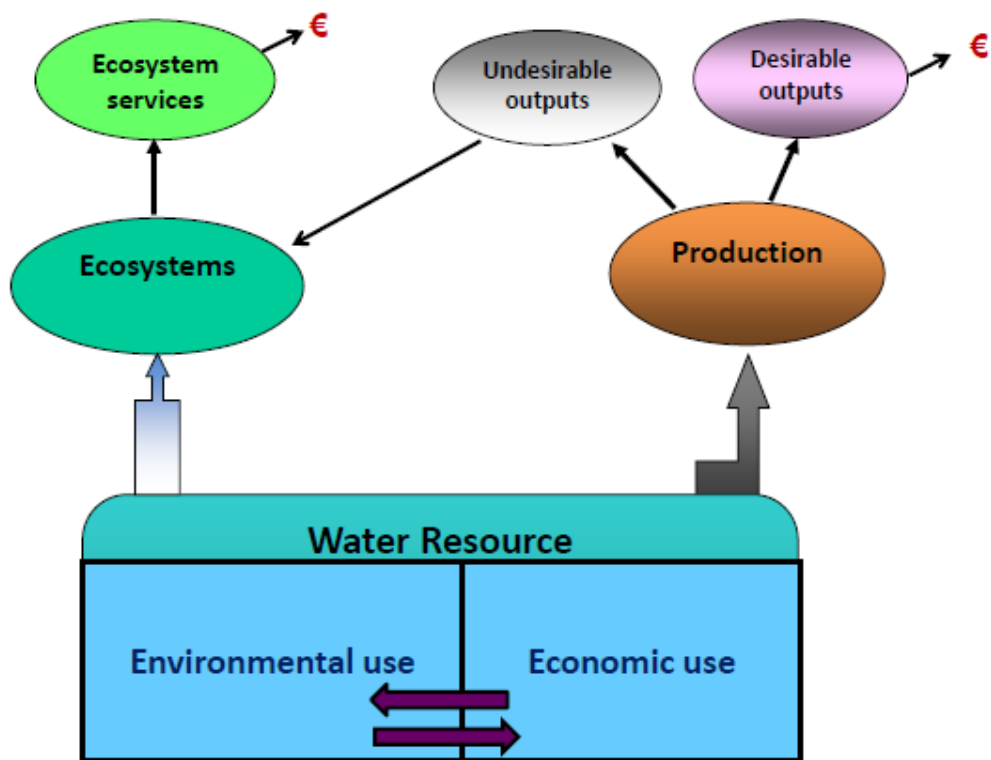 €
Ecosystem
services
Undesirable
outputs
Desirable
outputs
€
Ecosystems
Production
Water Resource
Environmental use
Economic use